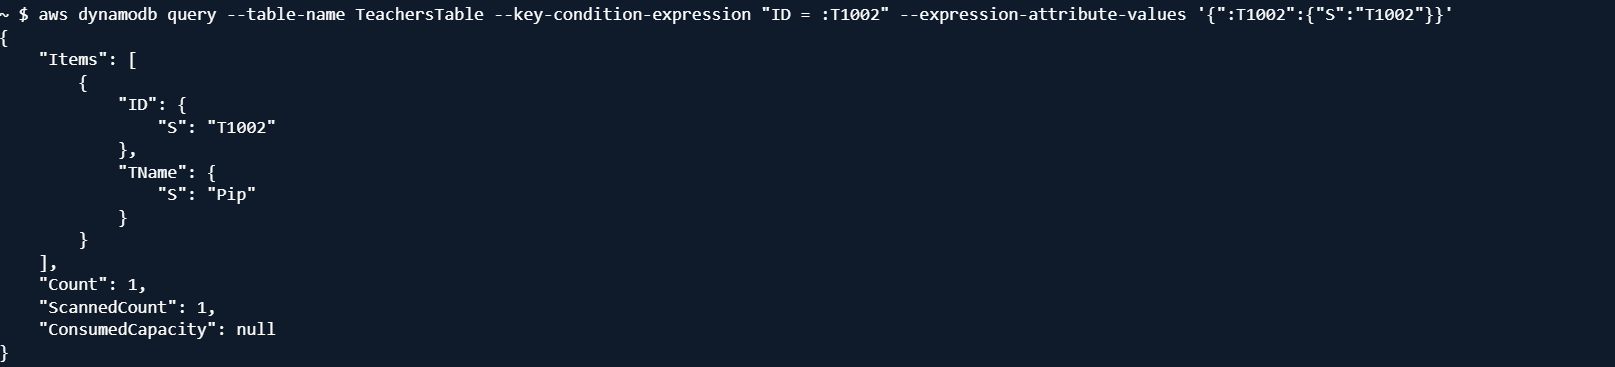 ~ $ aws dynamodb query --table-name TeachersTable --key-condition-expression "ID = :T1002" --expression-attribute-values '{":T1002":{"S":"T1002"}}'
{
    "Items": [
        {
            "ID": {
                "S": "T1002"
            },
            "TName": {
                "S": "Pip"
            }
        }
    ],
    "Count": 1,
    "ScannedCount": 1,
    "ConsumedCapacity": null
}